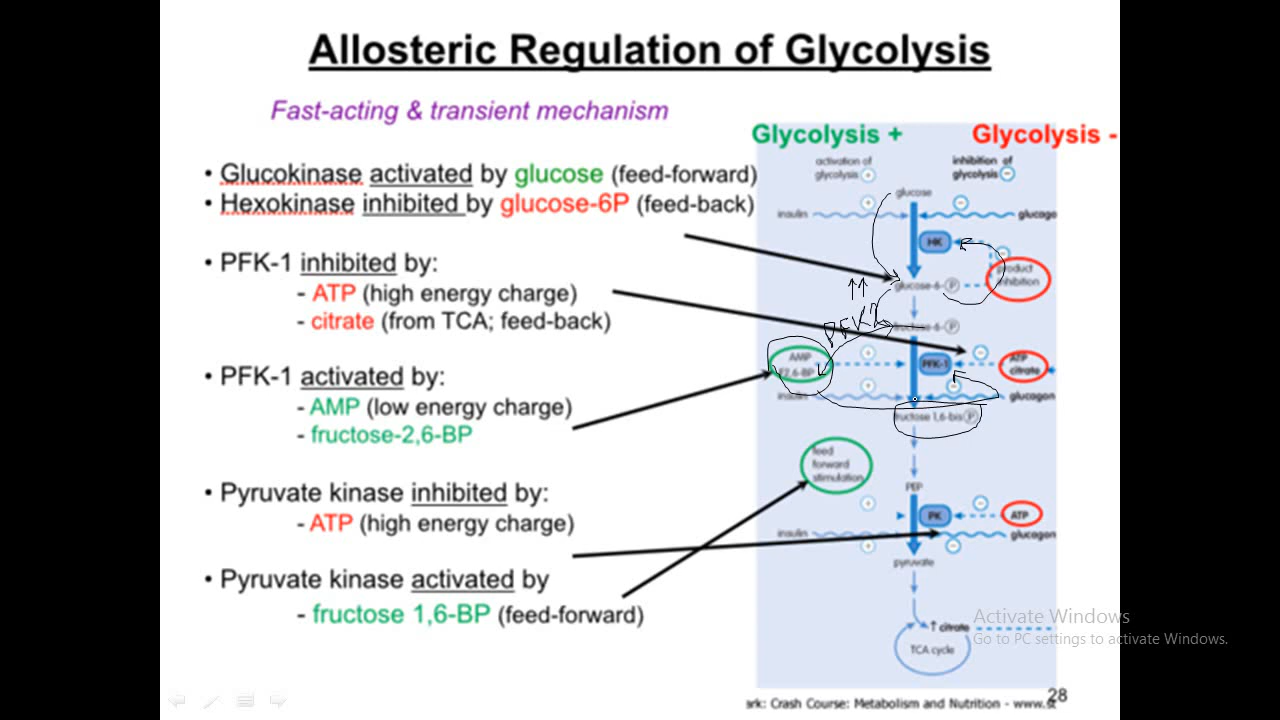 Allosteric Regulation of Glycolysis
Fast-acting & transient mechanism
• Glucokinase activated by glucose (feed-forward)
• Hexokinase inhibited by glucose-6P (feed-back)
• PFK-1 inhibited by:
- ATP (high energy charge)
- citrate (from TCA; feed-back)
• PFK-1 activated by:
- AMP (low energy charge)
- fructose-2,6-BP
• Pyruvate kinase inhibited by:
- ATP (high energy charge)
• Pyruvate kinase activated by
- fructose 1,6-BP (feed-forward)
Glycolysis +
Glycolysis -
activation of
glycolysis +
inhibition of
glycolysis −
glucose
insulin
glucago
HK
product
inhibition
glucose-6- P
fructose-6- P
AMP
F2,6-BP
PFK-1
ATP
citrate
insulin
glucagon
fructose 1,6-bis P
feed
forward
stimulation
PEP
PK
ATP
insulin
glucagon
pyruvate
↑ citrate
TCA cycle
Activate Windows
Go to PC settings to activate Windows.
28
ark: Crash Course: Metabolism and Nutrition - www.st